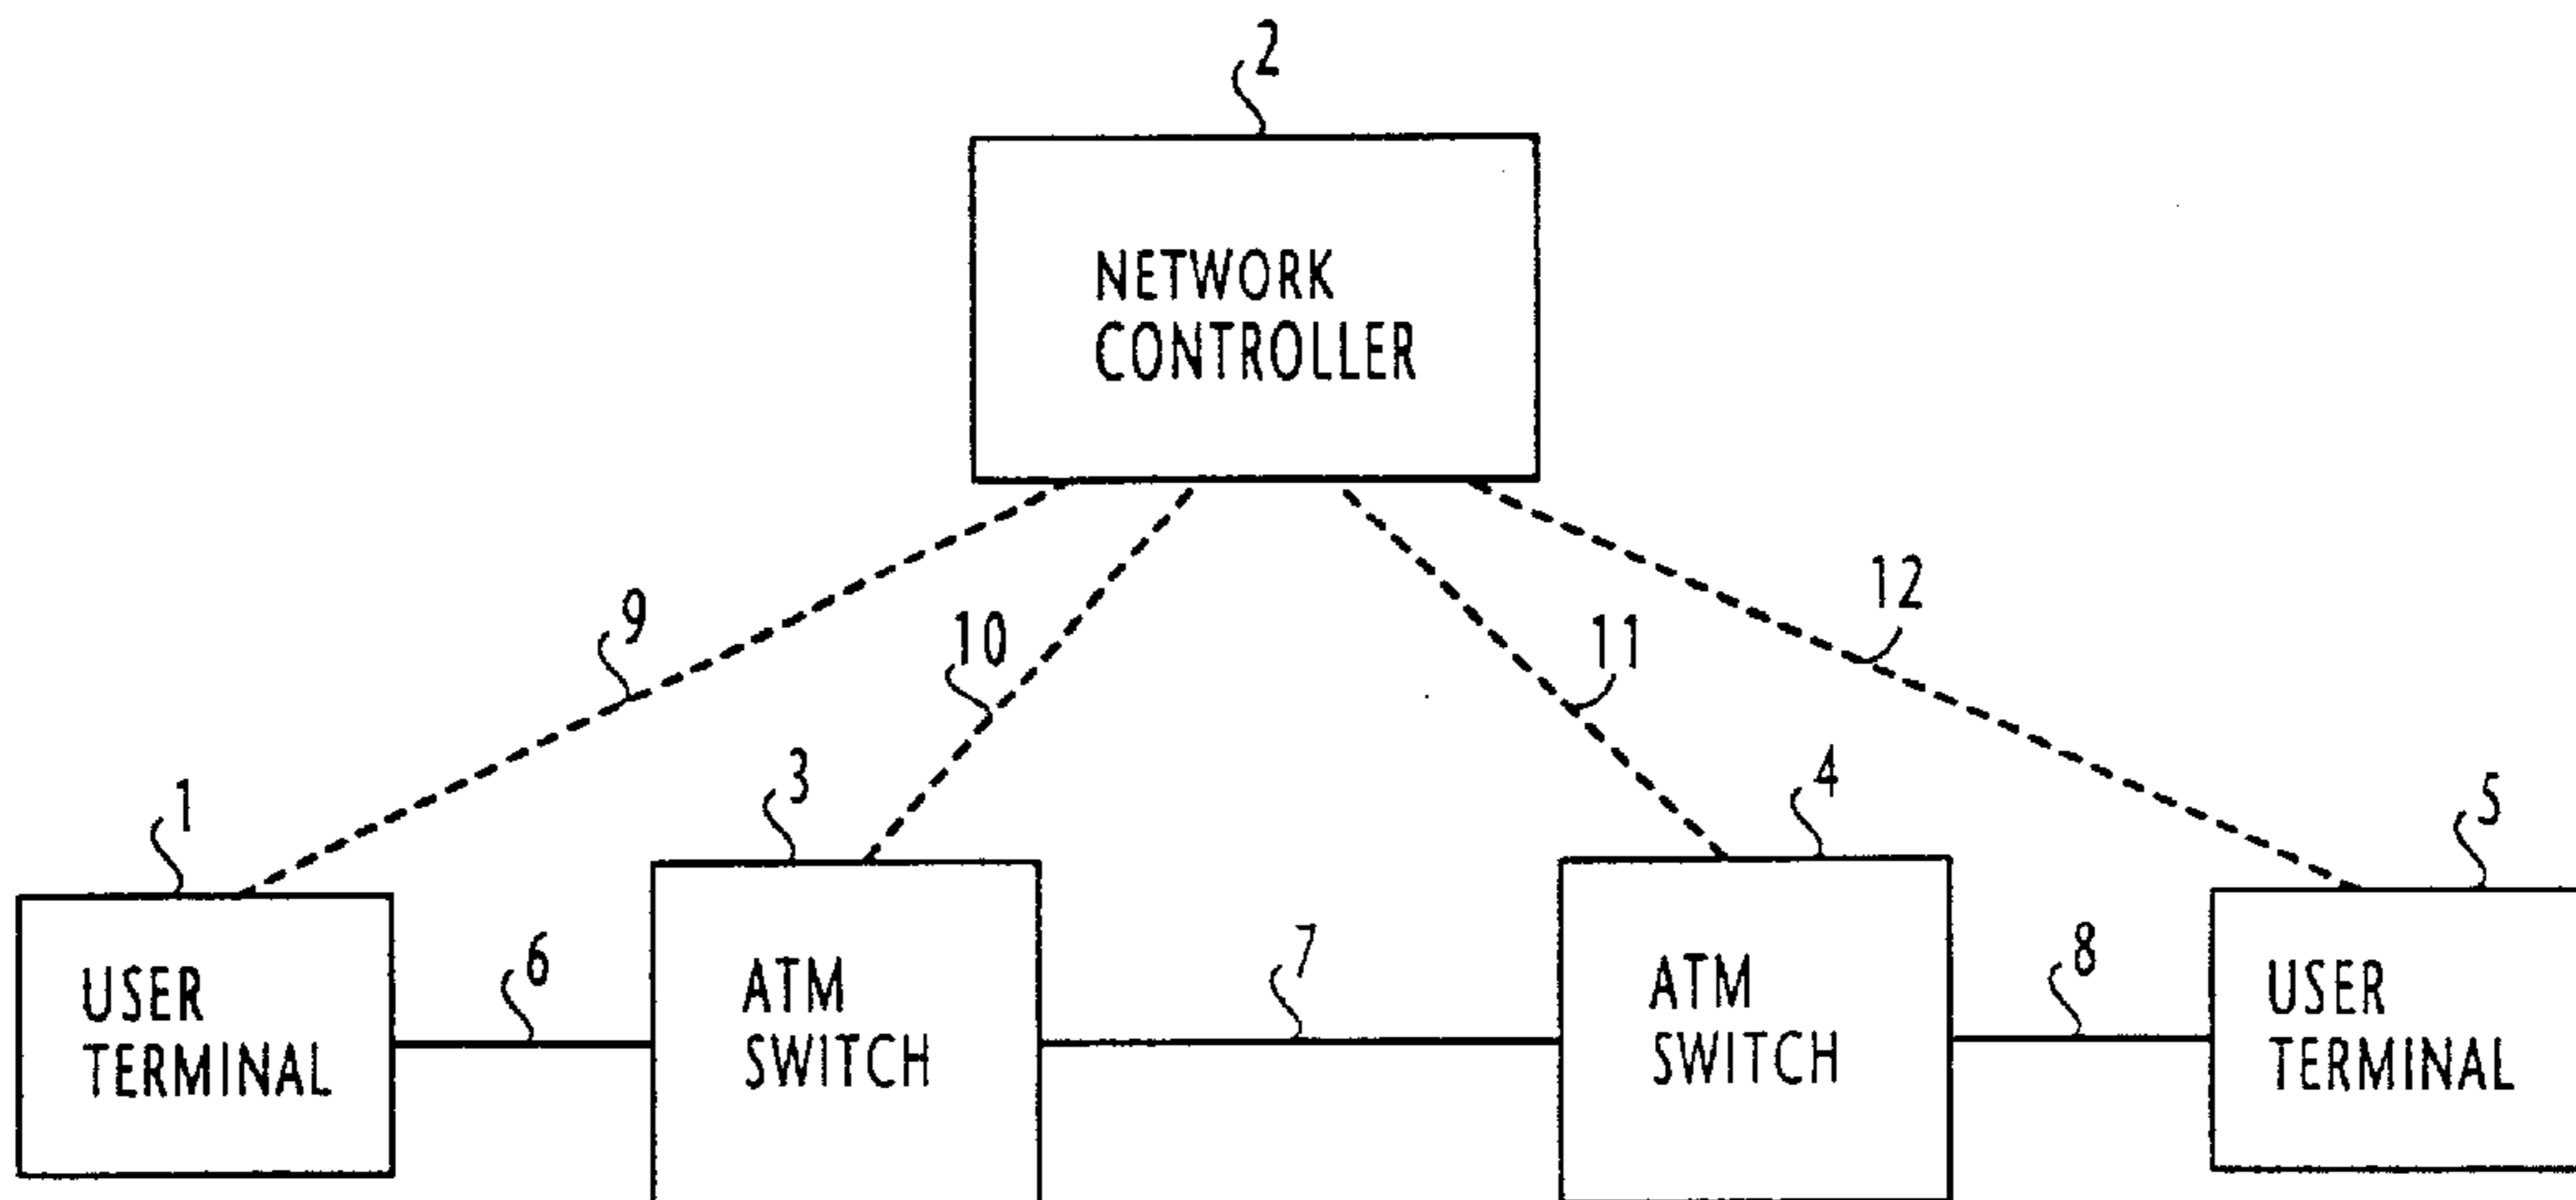 2
NETWORK
CONTROLLER
9
10
11
12
1
3
4
5
USER
TERMINAL
6
ATM
SWITCH
7
ATM
SWITCH
8
USER
TERMINAL